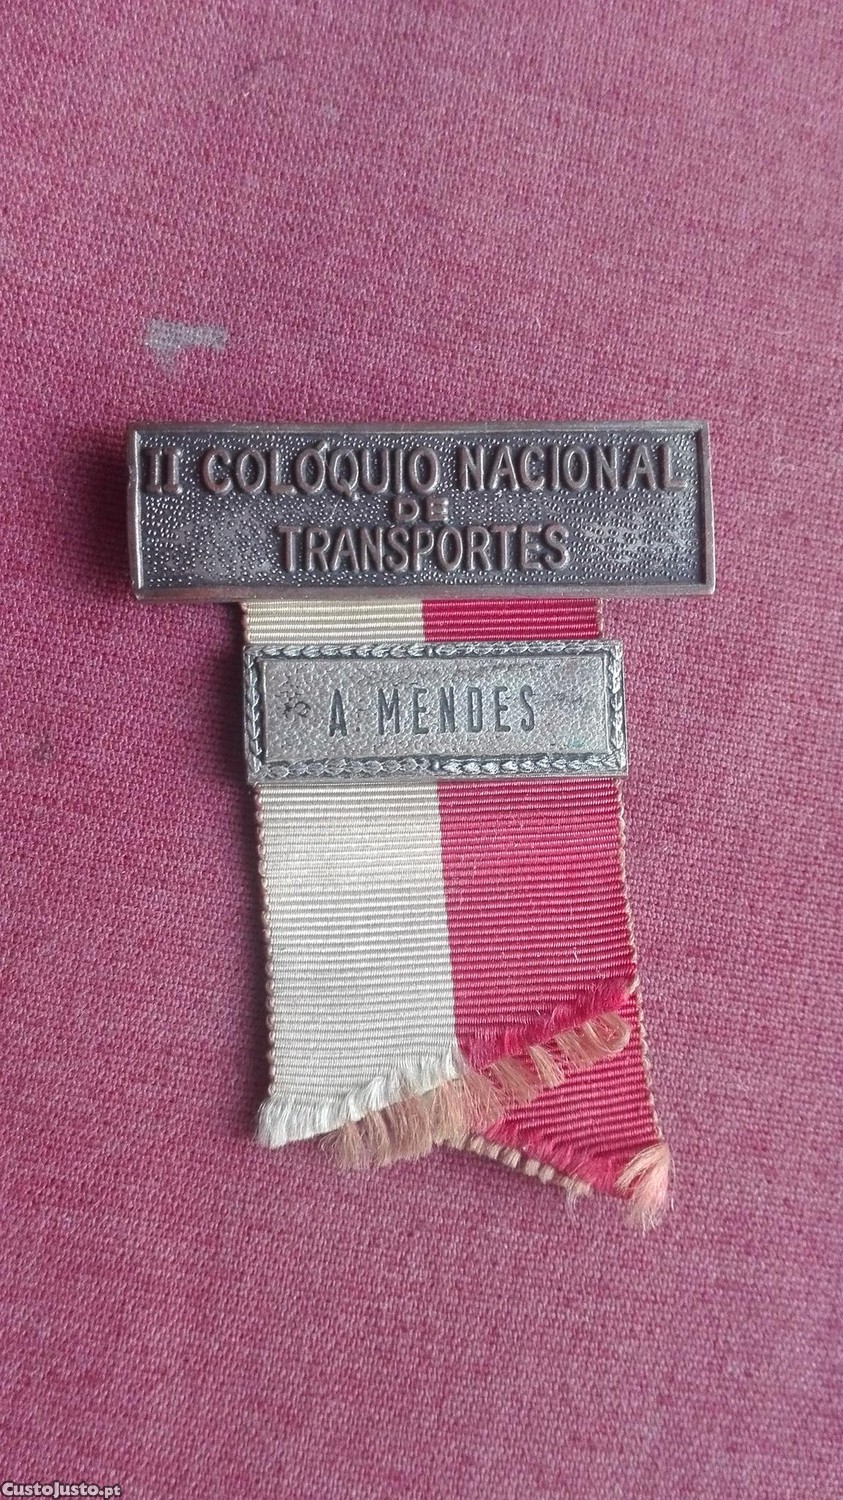 II COLÓQUIO NACIONAL
DE
TRANSPORTES
A. MENDES
CustoJusto.pt